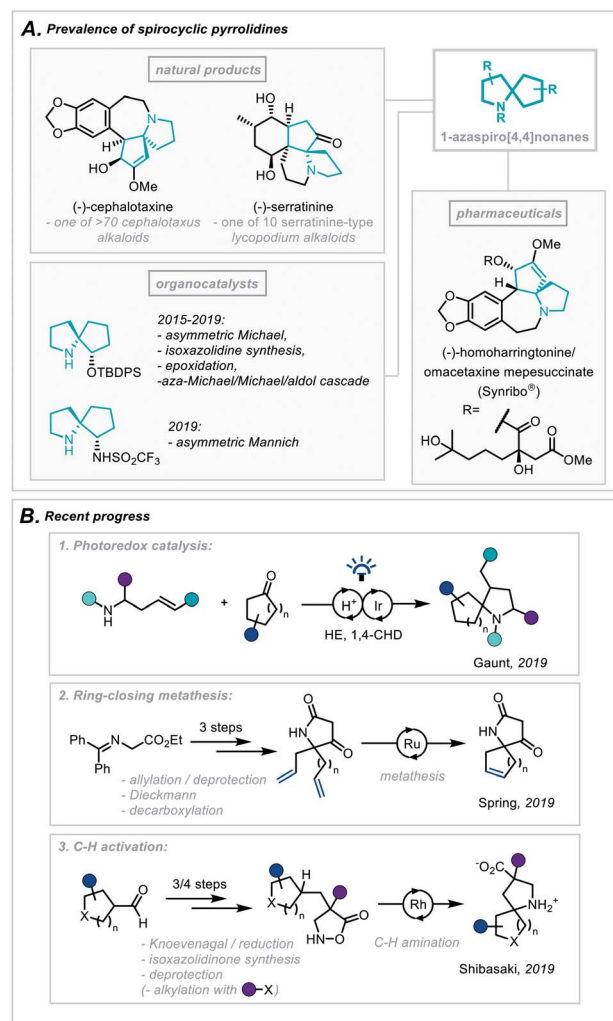 A. Prevalence of spirocyclic pyrrolidines
natural products
O
O
N
H
HO
OMe
(-)-cephalotaxine
- one of >70 cephalotaxus
alkaloids
HO
H
O
N
HO
(-)-serratinine
- one of 10 serratinine-type
lycopodium alkaloids
R
R
N
R
1-azaspiro[4,4]nonanes
pharmaceuticals
OMe
RO
H
N
O
O
(-)-homoharringtonine/
omacetaxine mepesuccinate
(Synribo®)
R=
O
HO
O
OMe
OH
organocatalysts
N
H
OTBDPS
2015-2019:
- asymmetric Michael,
- isoxazolidine synthesis,
- epoxidation,
-aza-Michael/Michael/aldol cascade
N
H
NHSO2CF3
2019:
- asymmetric Mannich
B. Recent progress
1. Photoredox catalysis:
N
H
+
O
n
H+
Ir
HE, 1,4-CHD
n
N
Gaunt, 2019
2. Ring-closing metathesis:
Ph
N
CO2Et
Ph
3 steps
- allylation / deprotection
- Dieckmann
- decarboxylation
O
HN
O
n
Ru
metathesis
O
HN
O
n
Spring, 2019
3. C-H activation:
O
X
n
H
3/4 steps
- Knoevenagal / reduction
- isoxazolidinone synthesis
- deprotection
(- alkylation with -X)
H
X
n
O
HN
O
Rh
C-H amination
-O2C
NH2+
n
X
Shibasaki, 2019